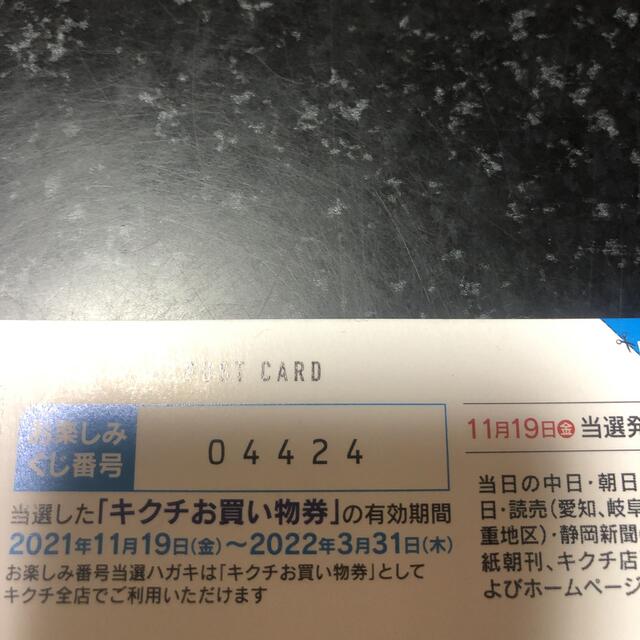 POST CARD
お楽しみ
くじ番号
04424
当選した「キクチお買い物券」の有効期間
2021年11月19日(金)〜2022年3月31日(木)
お楽しみ番号当選ハガキは「キクチお買い物券」として
キクチ全店でご利用いただけます
11月19日㊎ 当選発
当日の中日・朝日
日・読売(愛知、岐阜
重地区)・静岡新聞
紙朝刊、キクチ店
よびホームページ